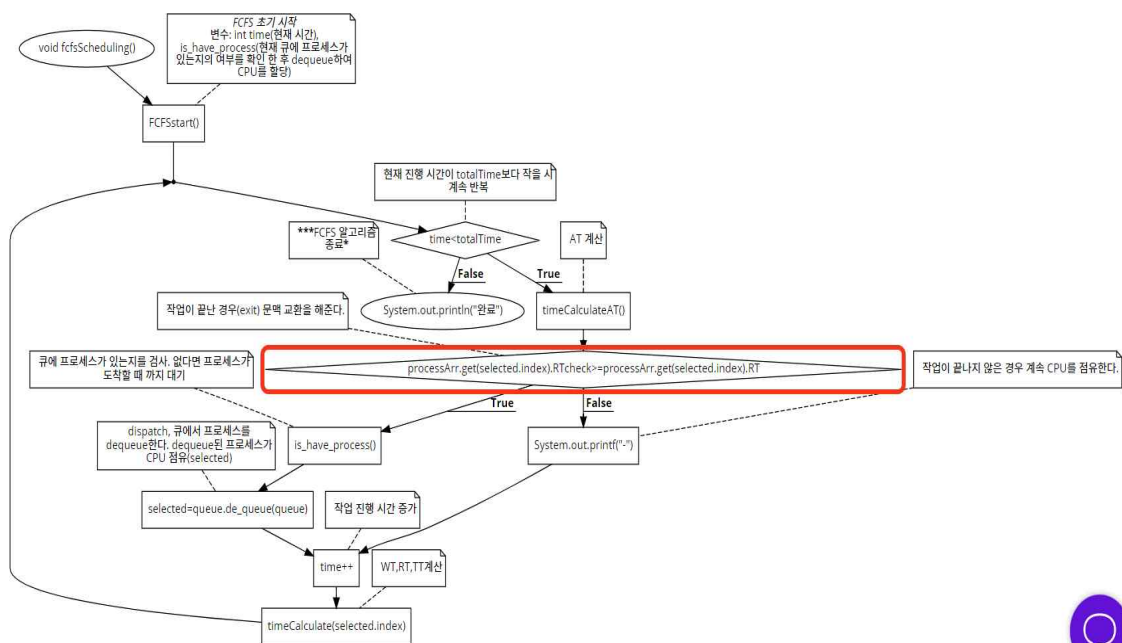 FCFS 초기 시작
변수: int time(현재 시간),
is_have_process(현재 큐에 프로세스가
있는지의 여부를 확인 한 후 dequeue하여
CPU를 할당)
void fcfsScheduling()
FCFSstart()
현재 진행 시간이 totalTime보다 작을 시
계속 반복
***FCFS 알고리즘
종료*
time<totalTime
AT 계산
False
True
작업이 끝난 경우(exit) 문맥 교환을 해준다.
System.out.println("완료")
timeCalculateAT()
큐에 프로세스가 있는지를 검사. 없다면 프로세스가
도착할 때 까지 대기
processArr.get(selected.index).RTcheck>=processArr.get(selected.index).RT
작업이 끝나지 않은 경우 계속 CPU를 점유한다.
True
False
dispatch, 큐에서 프로세스를
dequeue한다. dequeue된 프로세스가
CPU 점유(selected)
is_have_process()
System.out.printf("-")
selected=queue.de_queue(queue)
작업 진행 시간 증가
time++
WT,RT,TT계산
timeCalculate(selected.index)